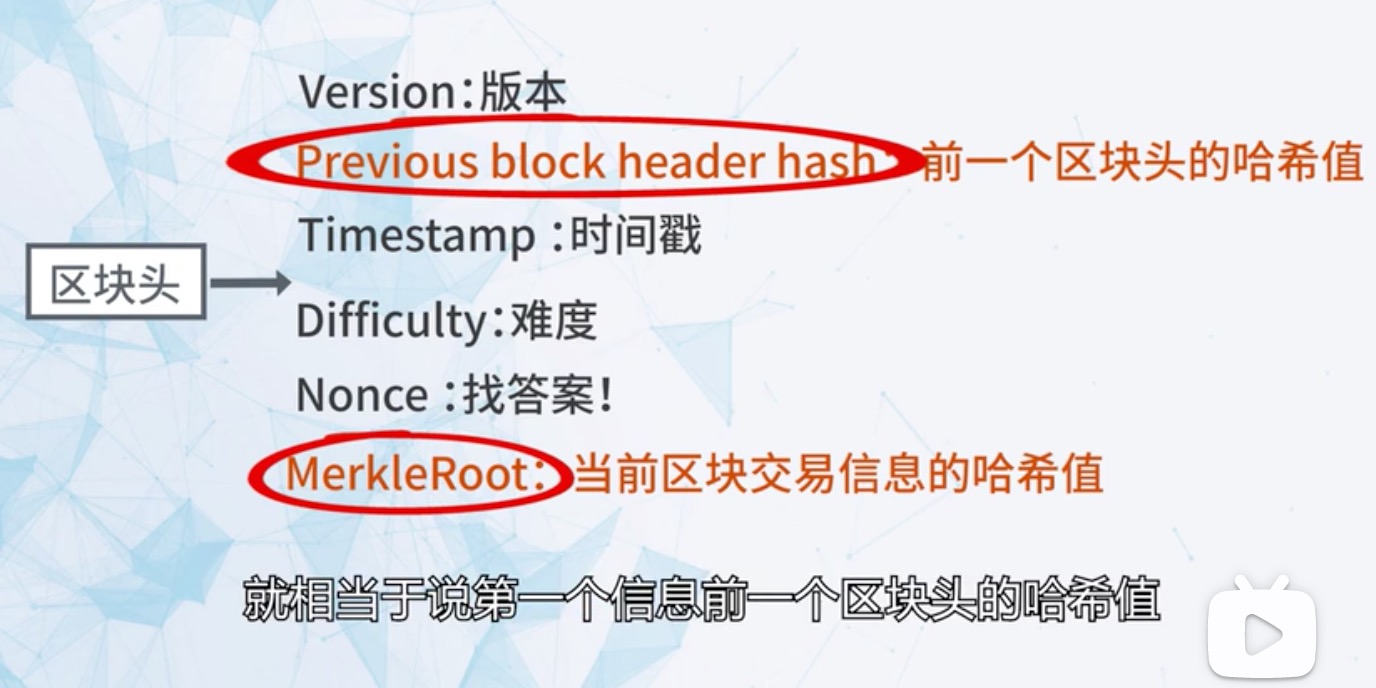 Version:版本
Previous block header hash: 前一个区块头的哈希值
Timestamp :时间戳
区块头
Difficulty:难度
Nonce :找答案!
MerkleRoot: 当前区块交易信息的哈希值
就相当于说第一个信息前一个区块头的哈希值